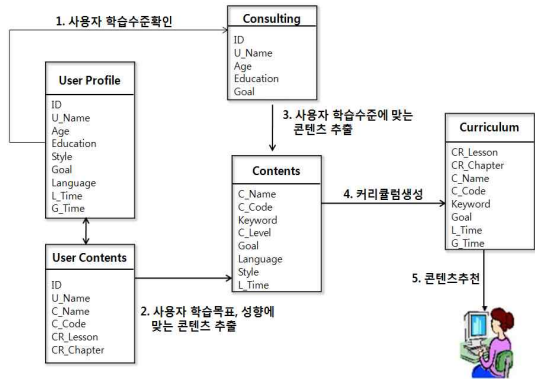 1. 사용자 학습수준확인
Consulting
ID
U_Name
Age
Education
Goal
User Profile
ID
U_Name
Age
Education
Style
Goal
Language
L_Time
G_Time
3. 사용자 학습수준에 맞는
콘텐츠 추출
Contents
C_Name
C_Code
Keyword
C_Level
Goal
Language
Style
L_Time
4. 커리큘럼생성
Curriculum
CR_Lesson
CR_Chapter
C_Name
C_Code
Keyword
Goal
L_Time
G_Time
User Contents
ID
U_Name
C_Name
C_Code
CR_Lesson
CR_Chapter
2. 사용자 학습목표, 성향에
맞는 콘텐츠 추출
5. 콘텐츠추천